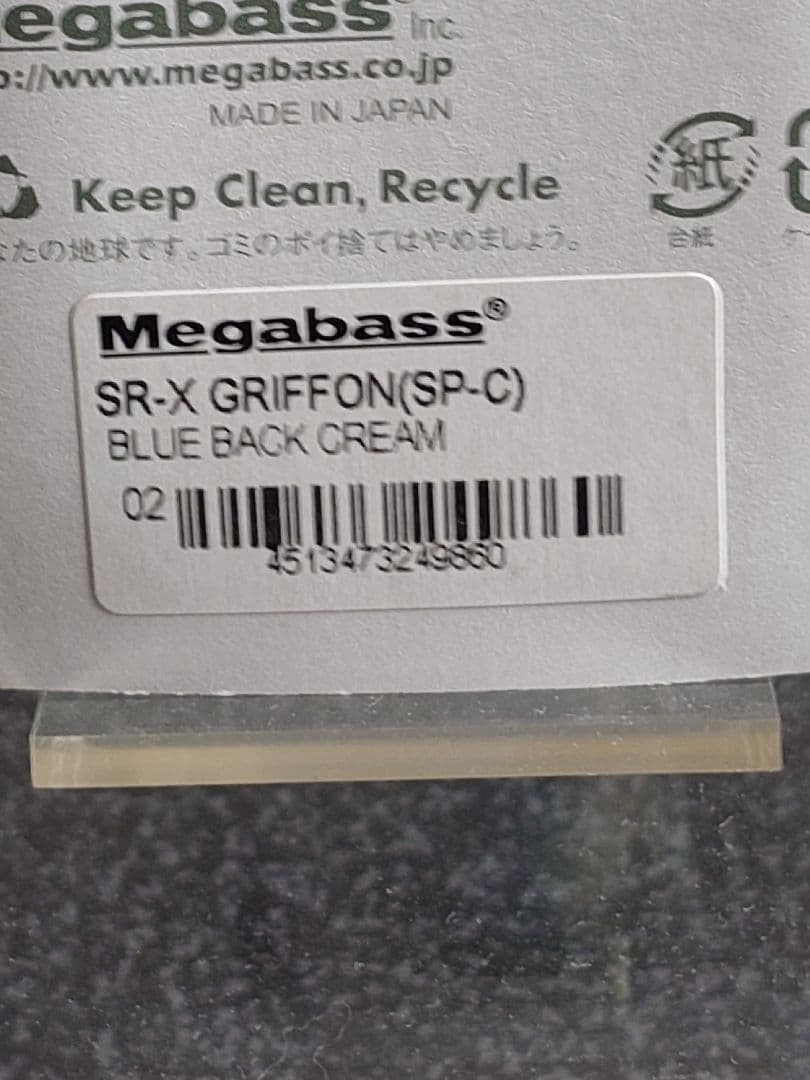 egabass Inc.
p://www.megabass.co.jp
MADE IN JAPAN
Keep Clean, Recycle
たの地球です。ゴミのポイ捨てはやめましょう。
紙
台紙
ケー
Megabass®
SR-X GRIFFON(SP-C)
BLUE BACK CREAM
02
4513473249860